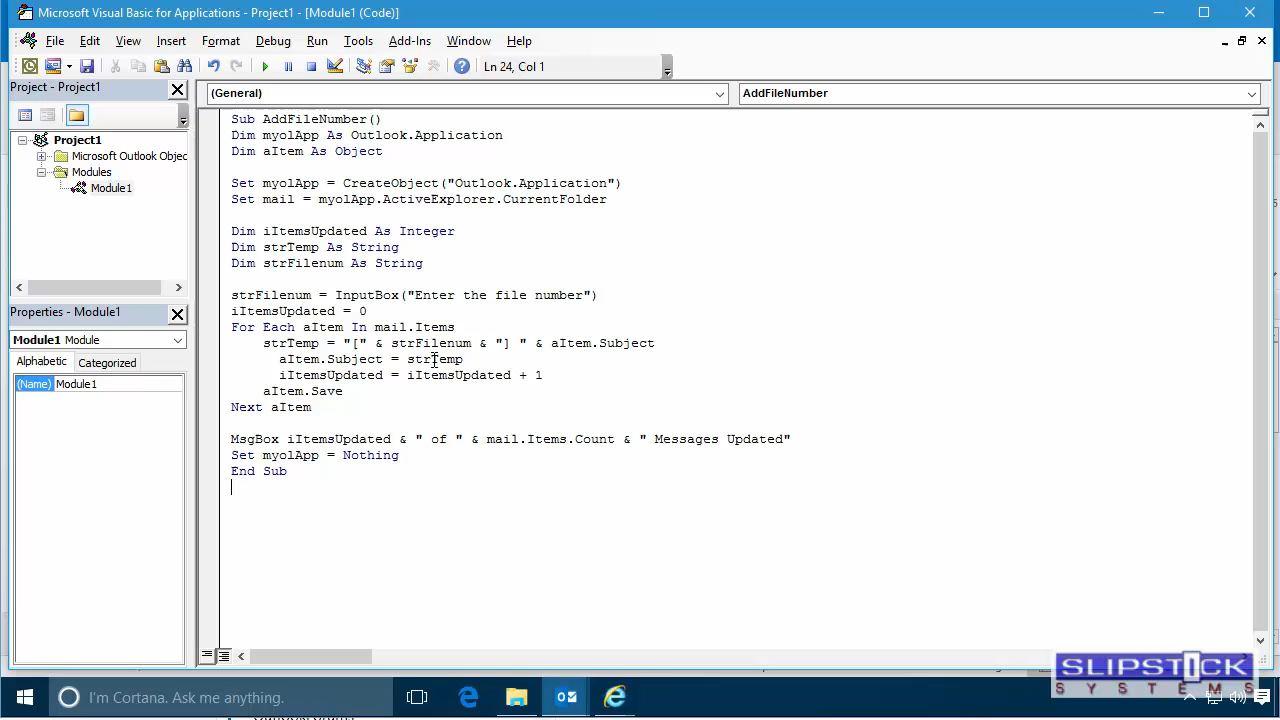 Microsoft Visual Basic for Applications - Project1 - [Module1 (Code)]
File Edit View Insert Format Debug Run Tools Add-Ins Window Help
Ln 24, Col 1
Project - Project1
(General)
AddFileNumber
Project1
Microsoft Outlook Objec
Modules
Module1
Properties - Module1
Module1 Module
Alphabetic Categorized
(Name) Module1
Sub AddFileNumber()
Dim myolApp As Outlook.Application
Dim aItem As Object
Set myolApp = CreateObject("Outlook.Application")
Set mail = myolApp.ActiveExplorer.CurrentFolder
Dim iItemsUpdated As Integer
Dim strTemp As String
Dim strFilenum As String
strFilenum = InputBox("Enter the file number")
iItemsUpdated = 0
For Each aItem In mail.Items
strTemp = "[" & strFilenum & "] " & aItem.Subject
aItem.Subject = strTemp
iItemsUpdated = iItemsUpdated + 1
aItem.Save
Next aItem
MsgBox iItemsUpdated & " of " & mail.Items.Count & " Messages Updated"
Set myolApp = Nothing
End Sub
SLIPSTICK
SYSTEMS
I'm Cortana. Ask me anything.